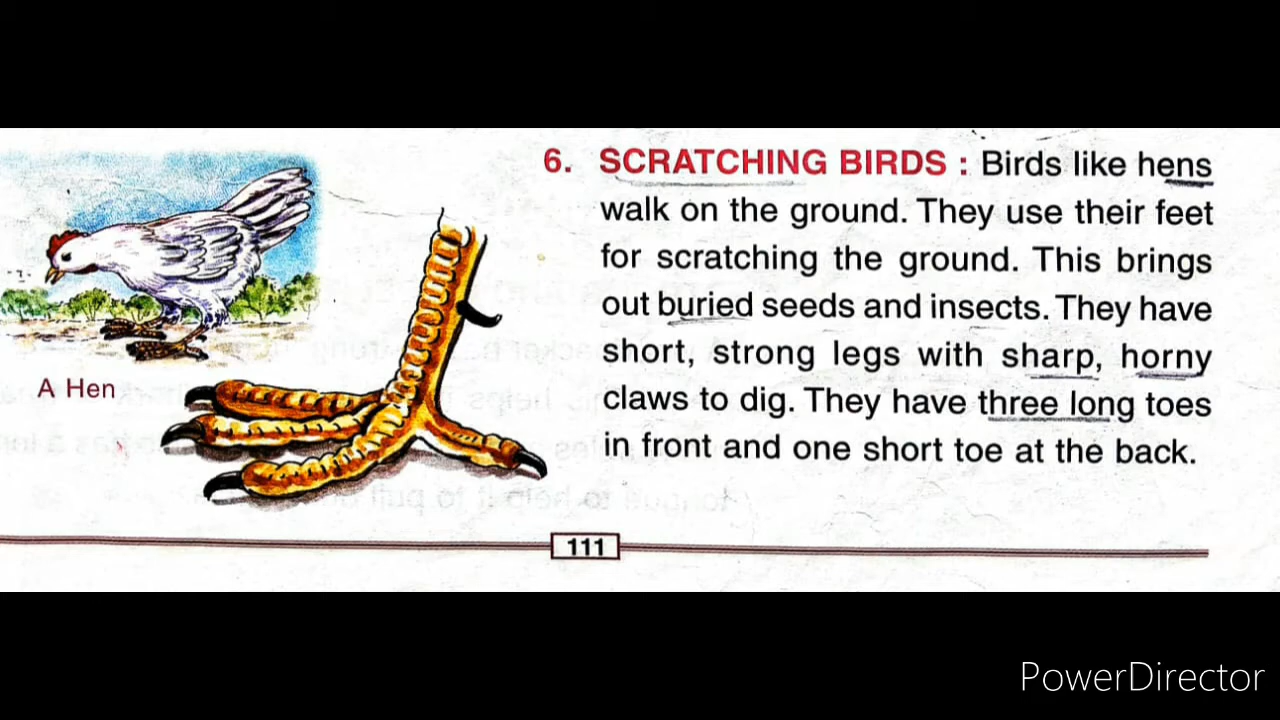 6. SCRATCHING BIRDS : Birds like hens
walk on the ground. They use their feet
for scratching the ground. This brings
out buried seeds and insects. They have
short, strong legs with sharp, horny
claws to dig. They have three long toes
in front and one short toe at the back.
A Hen
111
PowerDirector